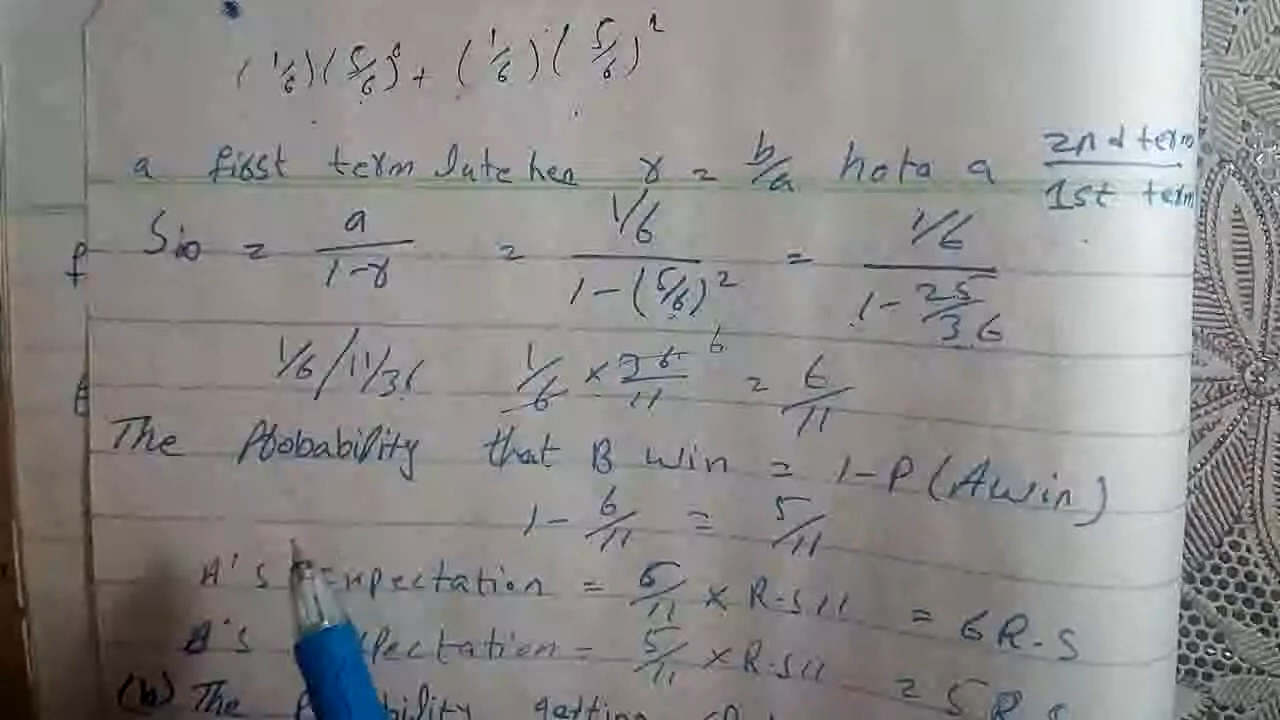 (1/6)(5/6)⁰ + (1/6)(5/6)²
a first term r = b/a hota a 2nd term / 1st term
S∞ = a/(1-r) = (1/6)/(1-(5/6)²) = (1/6)/(1-25/36)
1/6 / 11/36 1/6 × 36/11 6 = 6/11
The Probability that B win = 1-P(A win)
1 - 6/11 = 5/11
A's expectation = 6/11 × R.S 11 = 6 R.S
B's pectation = 5/11 × R.S 11 = 5 R.S
(b) The bility getting